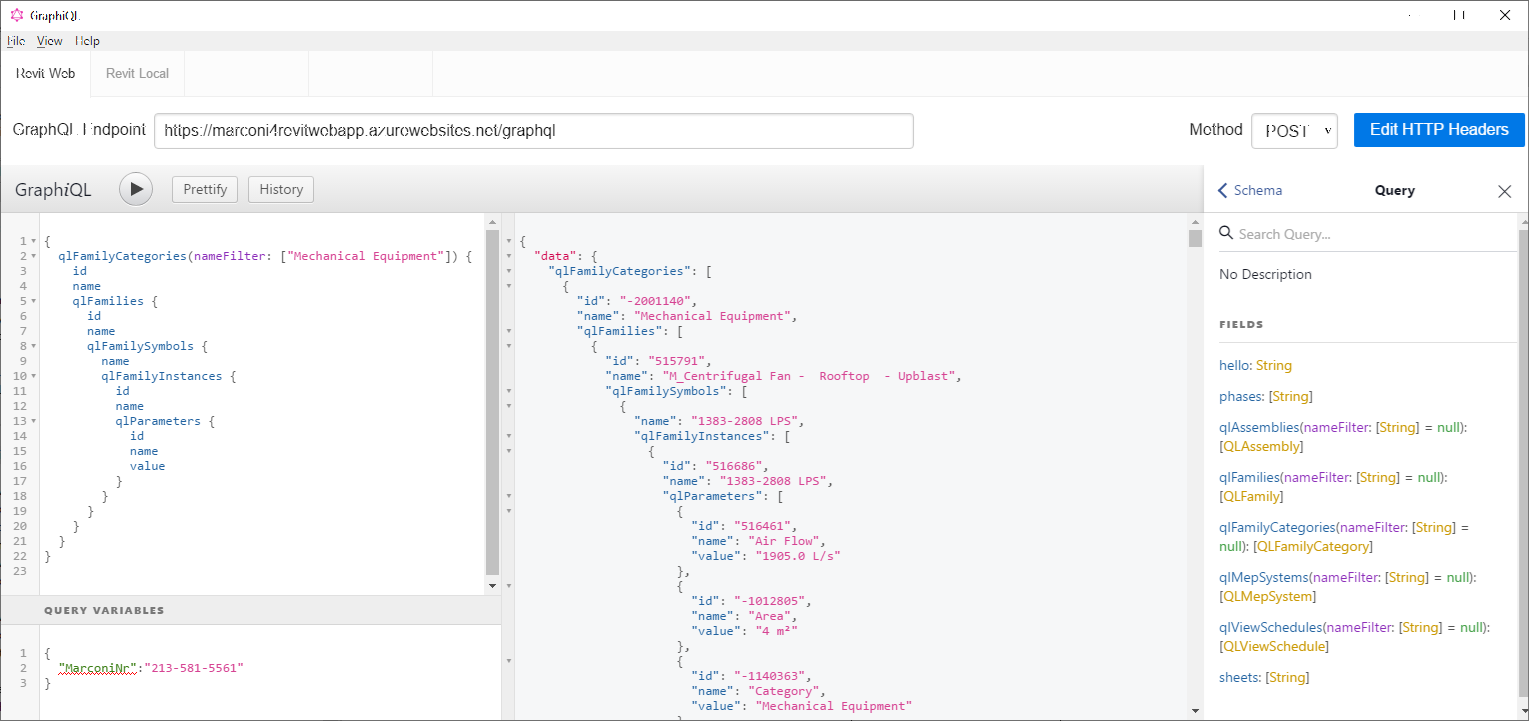 GraphiQL
File View Help
Revit Web Revit Local
GraphQL Endpoint https://marconi4revitwebapp.azurewebsites.net/graphql Method POST Edit HTTP Headers
GraphiQL Prettify History
1 {
2 qlFamilyCategories(nameFilter: ["Mechanical Equipment"]) {
3 id
4 name
5 qlFamilies {
6 id
7 name
8 qlFamilySymbols {
9 name
10 qlFamilyInstances {
11 id
12 name
13 qlParameters {
14 id
15 name
16 value
17 }
18 }
19 }
20 }
21 }
22 }
23
QUERY VARIABLES
1 {
2 "MarconiNr":"213-581-5561"
3 }
{
"data": {
"qlFamilyCategories": [
{
"id": "-2001140",
"name": "Mechanical Equipment",
"qlFamilies": [
{
"id": "515791",
"name": "M_Centrifugal Fan -  Rooftop  - Upblast",
"qlFamilySymbols": [
{
"name": "1383-2808 LPS",
"qlFamilyInstances": [
{
"id": "516686",
"name": "1383-2808 LPS",
"qlParameters": [
{
"id": "516461",
"name": "Air Flow",
"value": "1905.0 L/s"
},
{
"id": "-1012805",
"name": "Area",
"value": "4 m²"
},
{
"id": "-1140363",
"name": "Category",
"value": "Mechanical Equipment"
Schema Query
Search Query...
No Description
FIELDS
hello: String
phases: [String]
qlAssemblies(nameFilter: [String] = null):
[QLAssembly]
qlFamilies(nameFilter: [String] = null):
[QLFamily]
qlFamilyCategories(nameFilter: [String] =
null): [QLFamilyCategory]
qlMepSystems(nameFilter: [String] = null):
[QLMepSystem]
qlViewSchedules(nameFilter: [String] = null):
[QLViewSchedule]
sheets: [String]